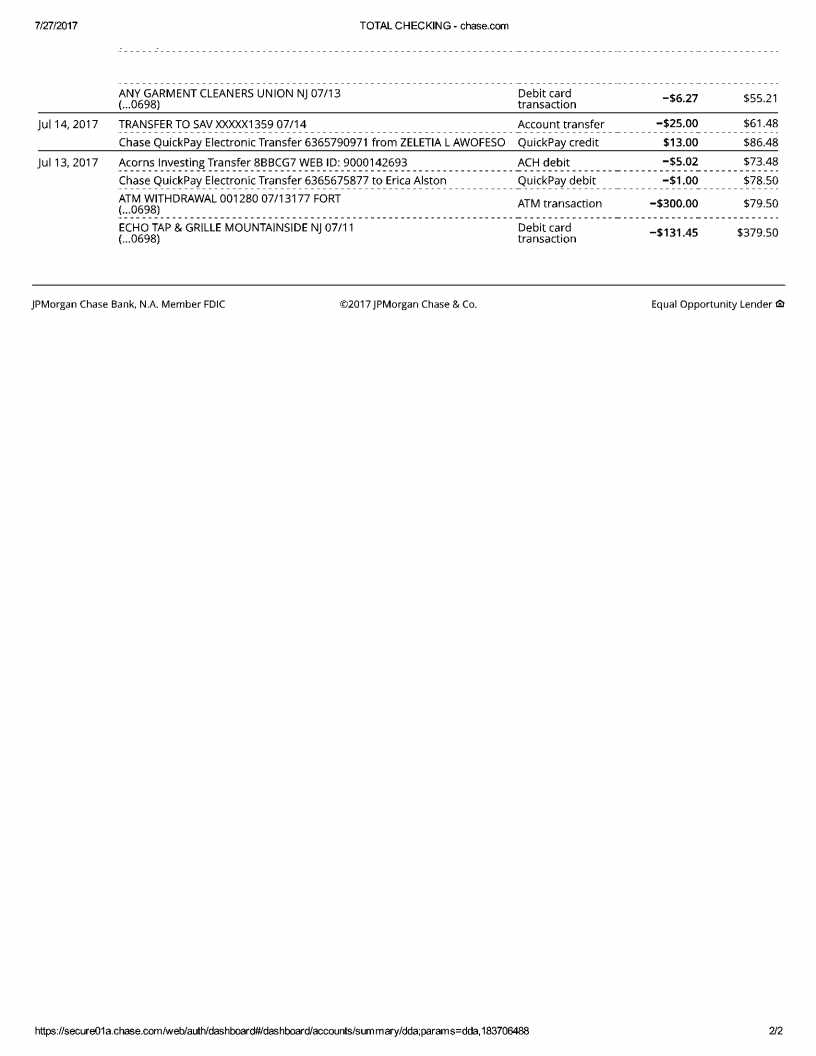 7/27/2017 TOTAL CHECKING - chase.com
ANY GARMENT CLEANERS UNION NJ 07/13 Debit card −$6.27 $55.21
(...0698) transaction
Jul 14, 2017 TRANSFER TO SAV XXXXX1359 07/14 Account transfer −$25.00 $61.48
Chase QuickPay Electronic Transfer 6365790971 from ZELETIA L AWOFESO QuickPay credit $13.00 $86.48
Jul 13, 2017 Acorns Investing Transfer 8BBCG7 WEB ID: 9000142693 ACH debit −$5.02 $73.48
Chase QuickPay Electronic Transfer 6365675877 to Erica Alston QuickPay debit −$1.00 $78.50
ATM WITHDRAWAL 001280 07/13177 FORT ATM transaction −$300.00 $79.50
(...0698)
ECHO TAP & GRILLE MOUNTAINSIDE NJ 07/11 Debit card −$131.45 $379.50
(...0698) transaction
JPMorgan Chase Bank, N.A. Member FDIC ©2017 JPMorgan Chase & Co. Equal Opportunity Lender
https://secure01a.chase.com/web/auth/dashboard#/dashboard/accounts/summary/dda;params=dda,183706488 2/2